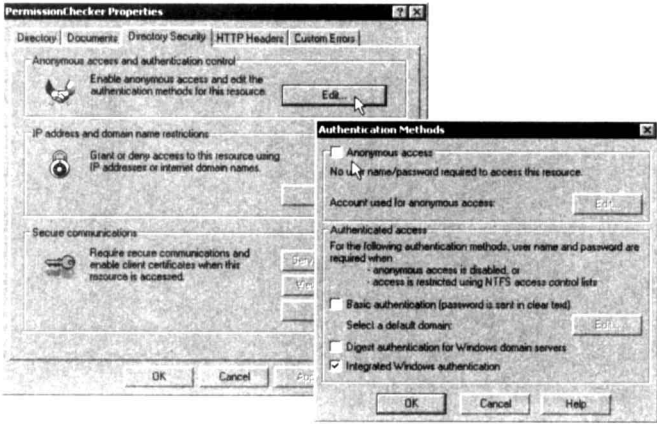 PermissionChecker Properties
Directory Documents Directory Security HTTP Headers Custom Errors
Anonymous access and authentication control
Enable anonymous access and edit the
authentication methods for this resource.
Edit...
IP address and domain name restrictions
Grant or deny access to this resource using
IP addresses or internet domain names.
Secure communications
Require secure communications and
enable client certificates when this
resource is accessed.
OK Cancel
Authentication Methods
Anonymous access
No user name/password required to access this resource.
Account used for anonymous access: Edit...
Authenticated access
For the following authentication methods, user name and password are
required when
- anonymous access is disabled, or
- access is restricted using NTFS access control lists
Basic authentication (password is sent in clear text)
Select a default domain: Edit...
Digest authentication for Windows domain servers
Integrated Windows authentication
OK Cancel Help